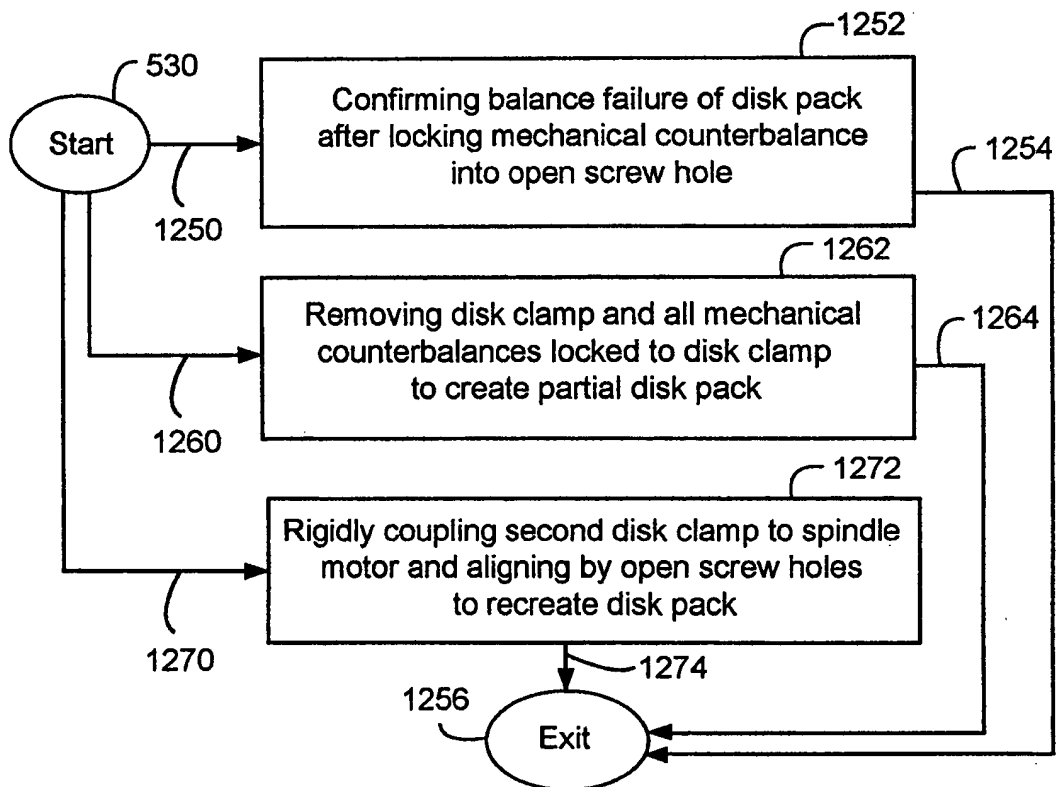 1252
530
Start
Confirming balance failure of disk pack
after locking mechanical counterbalance
into open screw hole
1254
1250
1262
Removing disk clamp and all mechanical
counterbalances locked to disk clamp
to create partial disk pack
1264
1260
1272
Rigidly coupling second disk clamp to spindle
motor and aligning by open screw holes
to recreate disk pack
1270
1274
1256
Exit